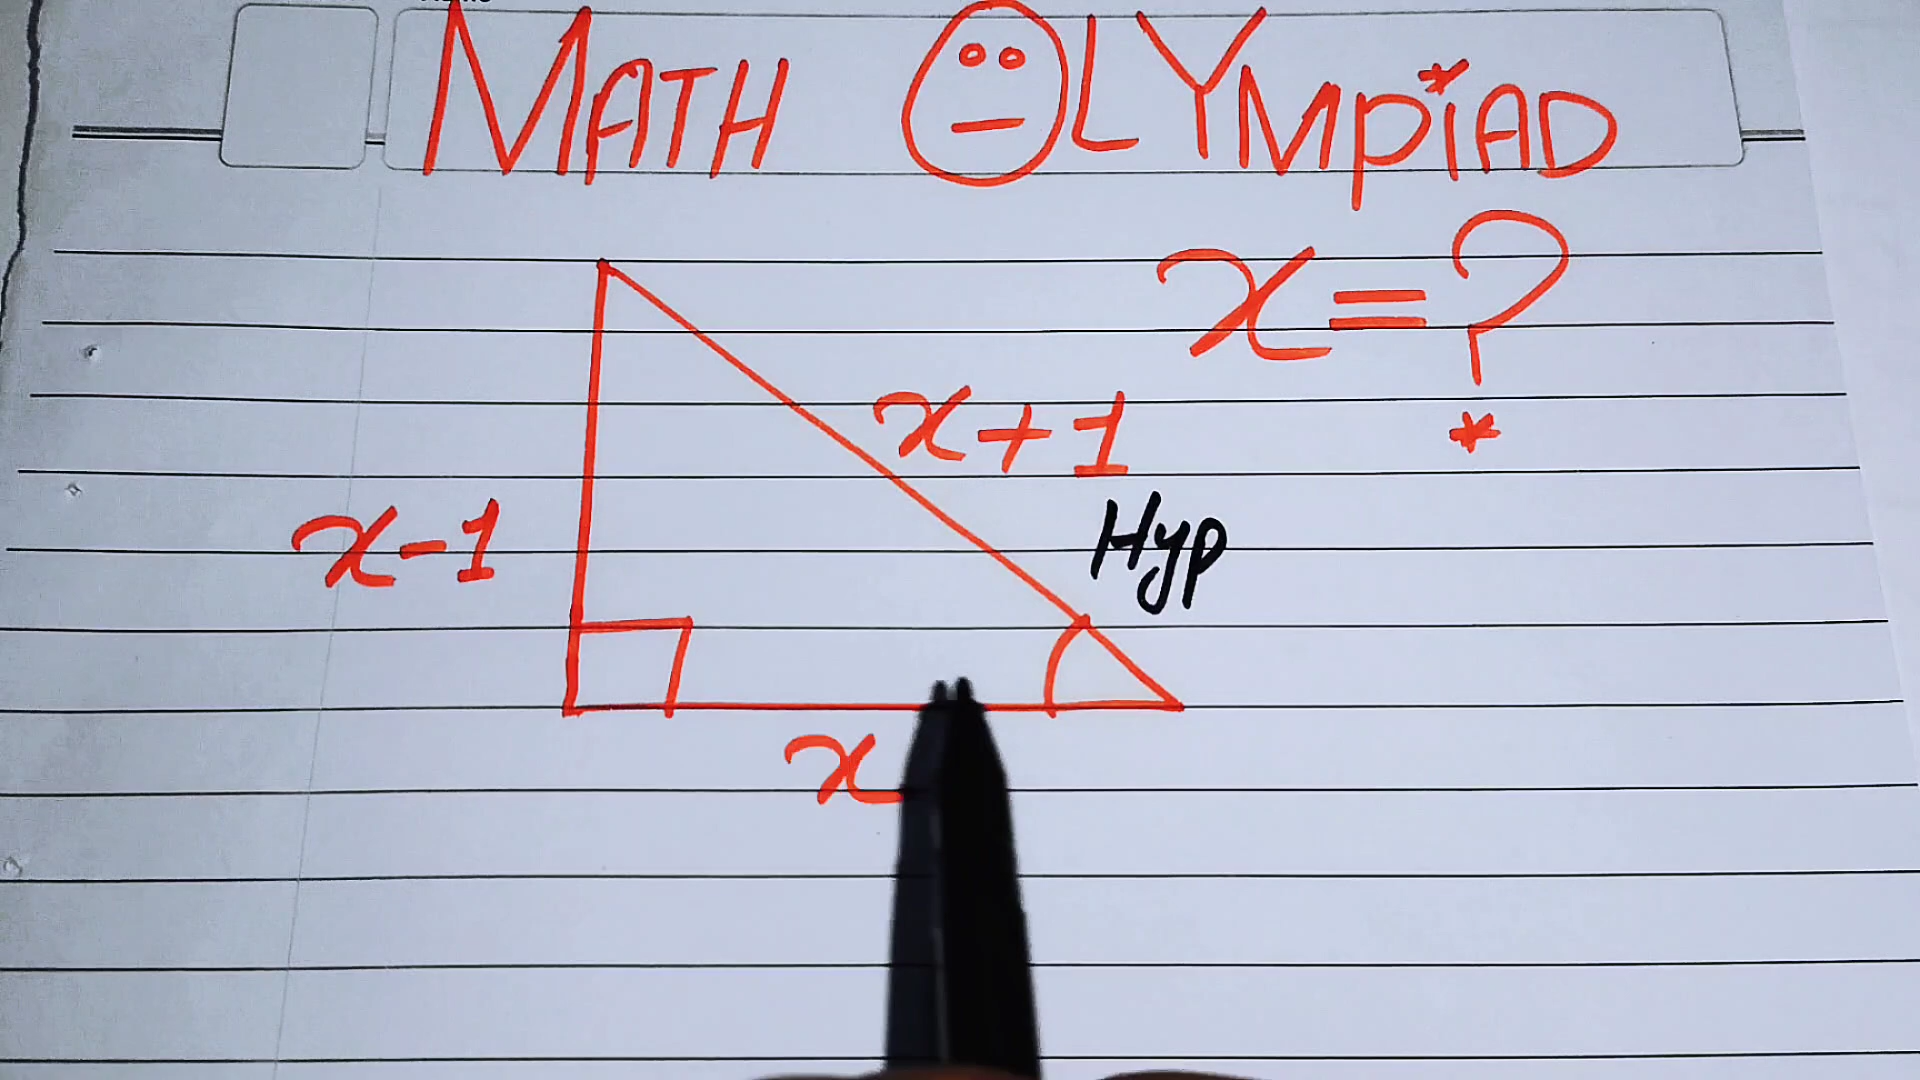 MATH OLYMPiAD
x=?
x+1
Hyp
x-1
x